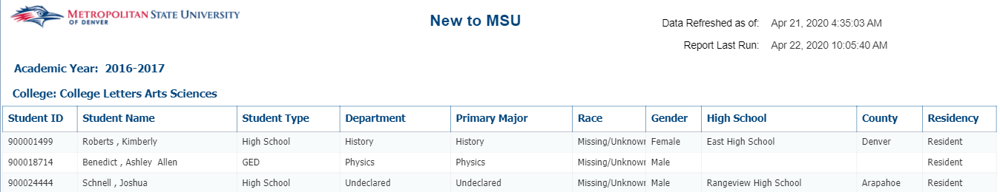 METROPOLITAN STATE UNIVERSITY
OF DENVER
New to MSU
Data Refreshed as of: Apr 21, 2020 4:35:03 AM
Report Last Run: Apr 22, 2020 10:05:40 AM
Academic Year: 2016-2017
College: College Letters Arts Sciences
Student ID Student Name Student Type Department Primary Major Race Gender High School County Residency
900001499 Roberts , Kimberly High School History History Missing/Unknown Female East High School Denver Resident
900018714 Benedict , Ashley Allen GED Physics Physics Missing/Unknown Male Resident
900024444 Schnell , Joshua High School Undeclared Undeclared Missing/Unknown Male Rangeview High School Arapahoe Resident